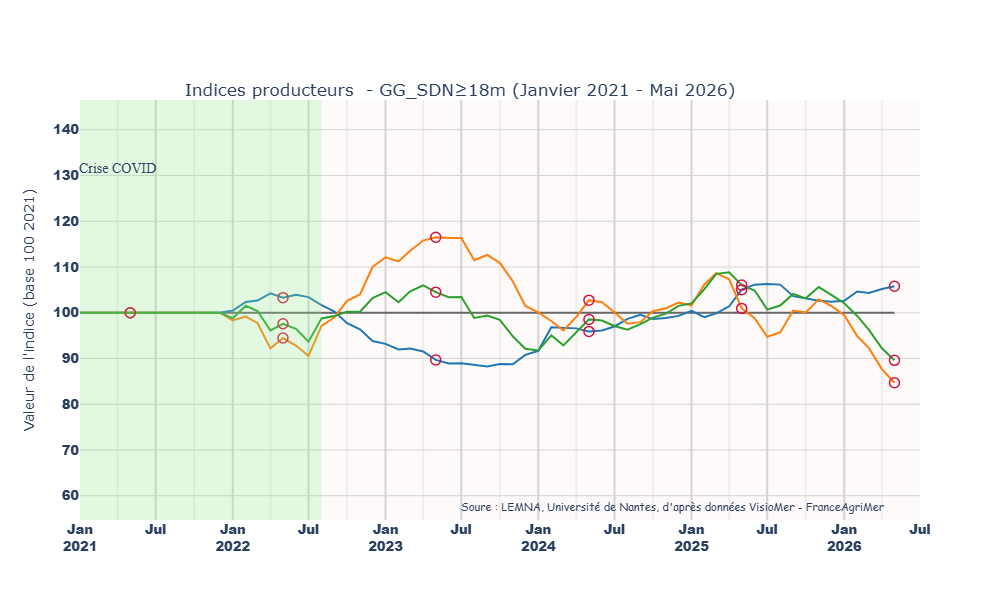 Indices producteurs - GG_SDN≥18m (Janvier 2021 - Mai 2026)
Valeur de l'indice (base 100 2021)
140
130
120
110
100
90
80
70
60
Crise COVID
Soure : LEMNA, Université de Nantes, d'après données VisioMer - FranceAgriMer
Jan Jul Jan Jul Jan Jul Jan Jul Jan Jul Jan Jul
2021 2022 2023 2024 2025 2026